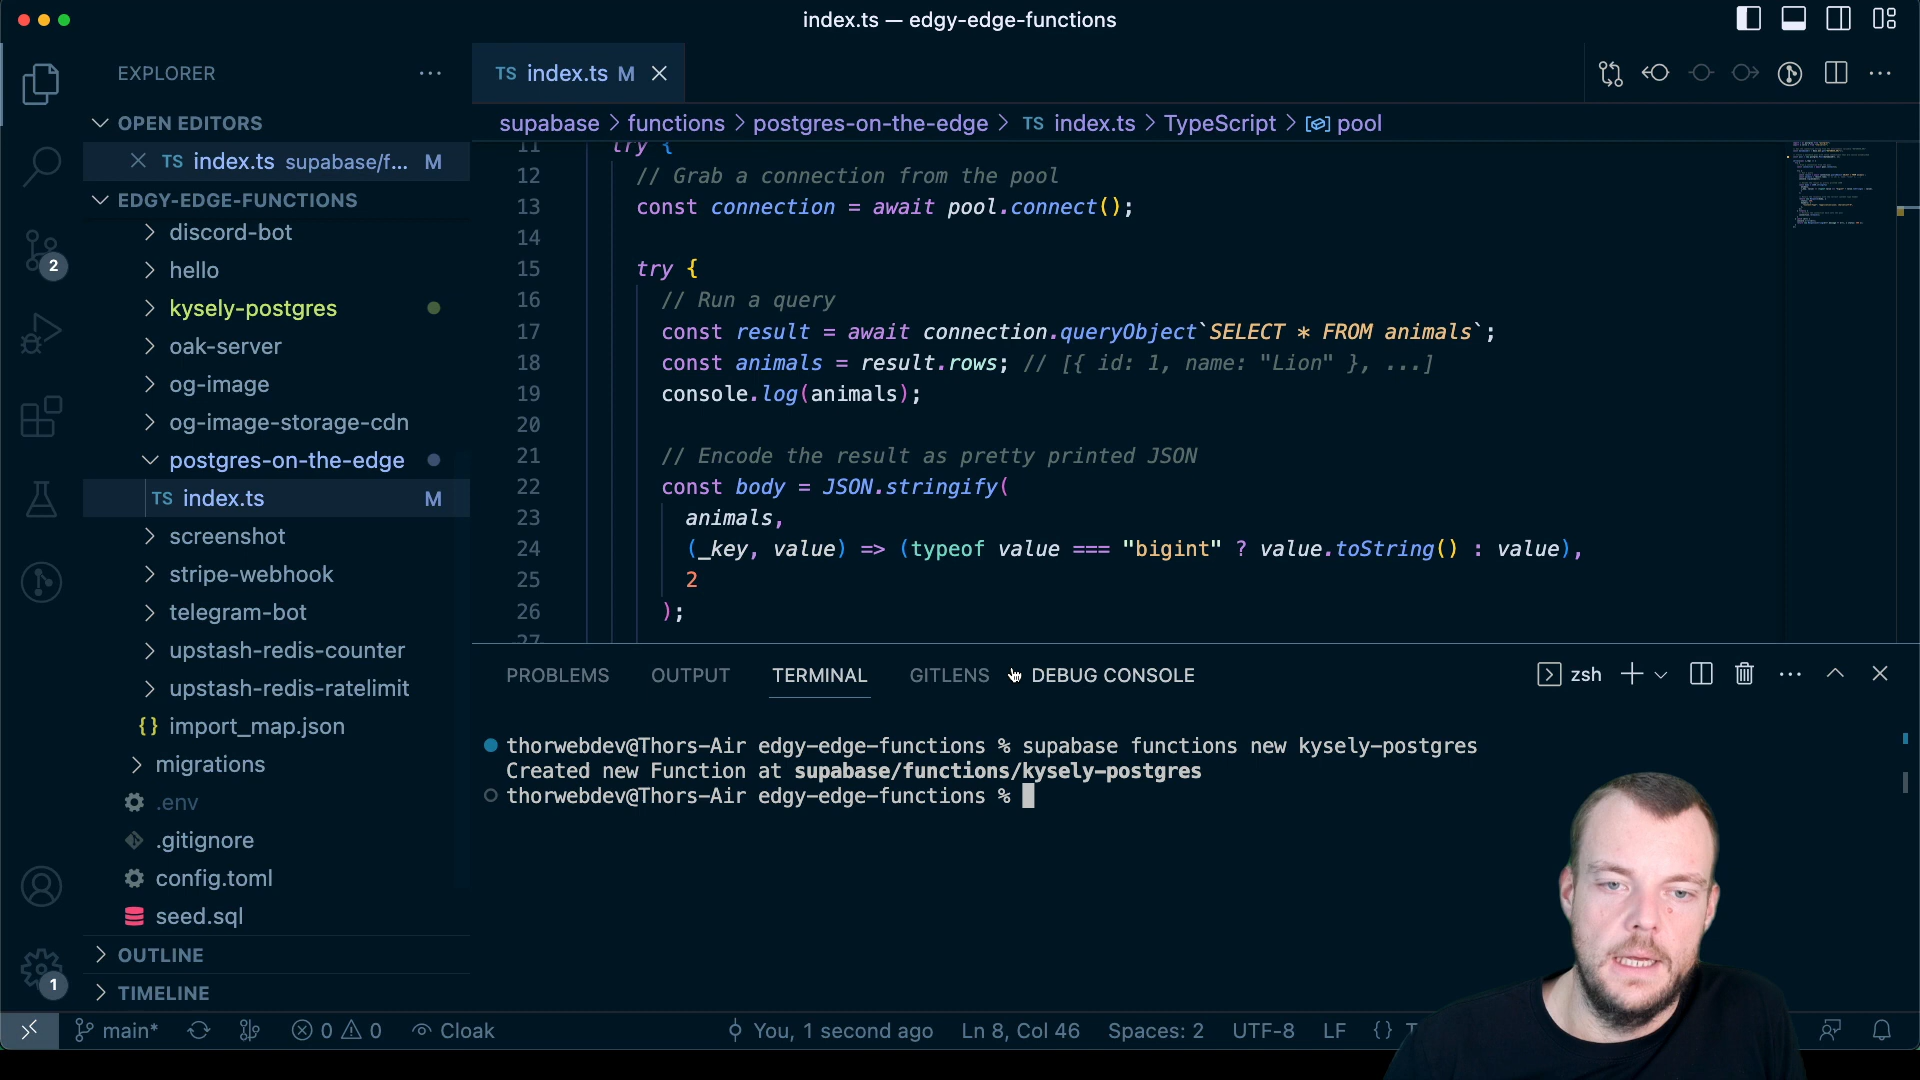 index.ts — edgy-edge-functions
EXPLORER
OPEN EDITORS
TS index.ts supabase/f... M
EDGY-EDGE-FUNCTIONS
discord-bot
hello
kysely-postgres
oak-server
og-image
og-image-storage-cdn
postgres-on-the-edge
TS index.ts M
screenshot
stripe-webhook
telegram-bot
upstash-redis-counter
upstash-redis-ratelimit
{} import_map.json
migrations
.env
.gitignore
config.toml
seed.sql
OUTLINE
TIMELINE
2
1
TS index.ts M
supabase > functions > postgres-on-the-edge > TS index.ts > TypeScript > pool
11 try {
12 // Grab a connection from the pool
13 const connection = await pool.connect();
14
15 try {
16 // Run a query
17 const result = await connection.queryObject`SELECT * FROM animals`;
18 const animals = result.rows; // [{ id: 1, name: "Lion" }, ...]
19 console.log(animals);
20
21 // Encode the result as pretty printed JSON
22 const body = JSON.stringify(
23 animals,
24 (_key, value) => (typeof value === "bigint" ? value.toString() : value),
25 2
26 );
27
PROBLEMS OUTPUT TERMINAL GITLENS DEBUG CONSOLE
zsh
thorwebdev@Thors-Air edgy-edge-functions % supabase functions new kysely-postgres
Created new Function at supabase/functions/kysely-postgres
thorwebdev@Thors-Air edgy-edge-functions %
main* 0 0 Cloak You, 1 second ago Ln 8, Col 46 Spaces: 2 UTF-8 LF {} T